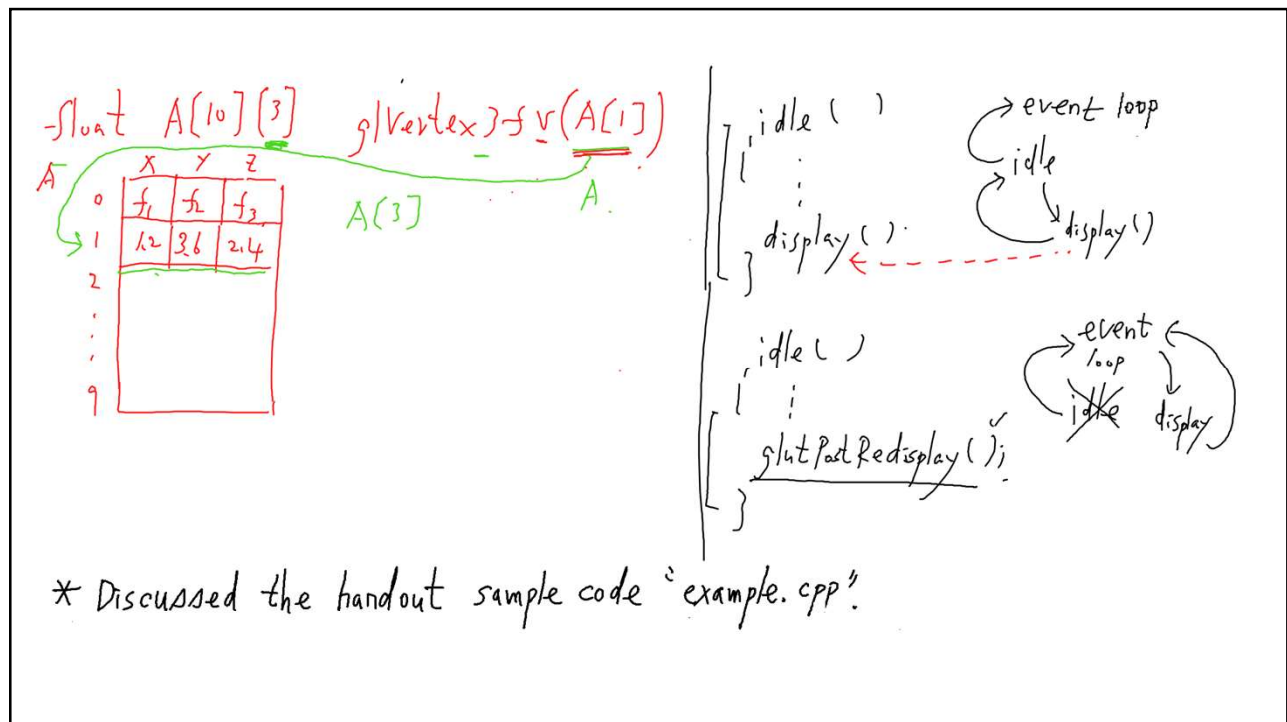 float A[10][3]
glVertex3fv(A[1])
A
X Y Z
0 f1 f2 f3
1 1.2 3.6 2.4
2
9
A[3]
A
idle ( )
{
display ( )
}
event loop
idle
display ( )
idle ( )
{
glutPostRedisplay ( );
}
event
loop
idle
display
* Discussed the handout sample code "example.cpp".